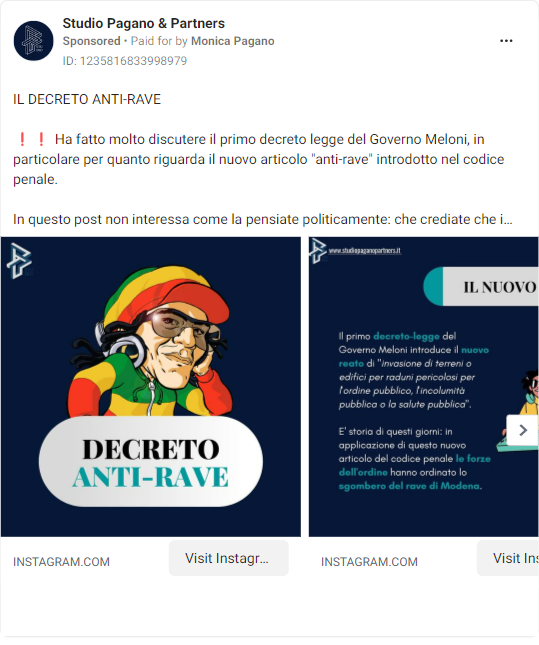 Studio Pagano & Partners
Sponsored • Paid for by Monica Pagano
ID: 1235816833998979
IL DECRETO ANTI-RAVE
❗❗ Ha fatto molto discutere il primo decreto legge del Governo Meloni, in
particolare per quanto riguarda il nuovo articolo "anti-rave" introdotto nel codice
penale.
In questo post non interessa come la pensiate politicamente: che crediate che i...
DECRETO
ANTI-RAVE
INSTAGRAM.COM
Visit Instagr...
www.studiopaganopartners.it
IL NUOVO
Il primo decreto-legge del
Governo Meloni introduce il nuovo
reato di "invasione di terreni o
edifici per raduni pericolosi per
l'ordine pubblico, l'incolumità
pubblica o la salute pubblica".
E' storia di questi giorni: in
applicazione di questo nuovo
articolo del codice penale le forze
dell'ordine hanno ordinato lo
sgombero del rave di Modena.
INSTAGRAM.COM
Visit Ins